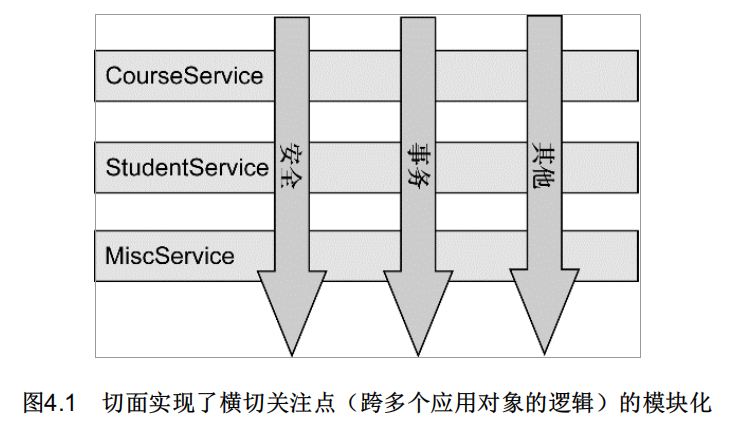 CourseService
StudentService
MiscService
安全
事务
其他
图4.1 切面实现了横切关注点（跨多个应用对象的逻辑）的模块化